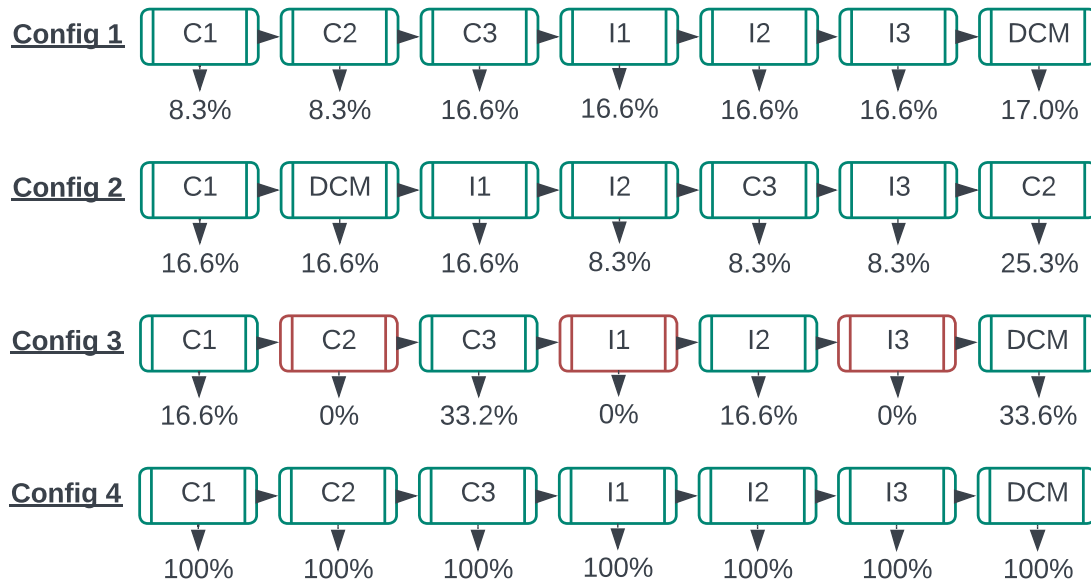 Config 1 C1 C2 C3 I1 I2 I3 DCM
8.3% 8.3% 16.6% 16.6% 16.6% 16.6% 17.0%
Config 2 C1 DCM I1 I2 C3 I3 C2
16.6% 16.6% 16.6% 8.3% 8.3% 8.3% 25.3%
Config 3 C1 C2 C3 I1 I2 I3 DCM
16.6% 0% 33.2% 0% 16.6% 0% 33.6%
Config 4 C1 C2 C3 I1 I2 I3 DCM
100% 100% 100% 100% 100% 100% 100%